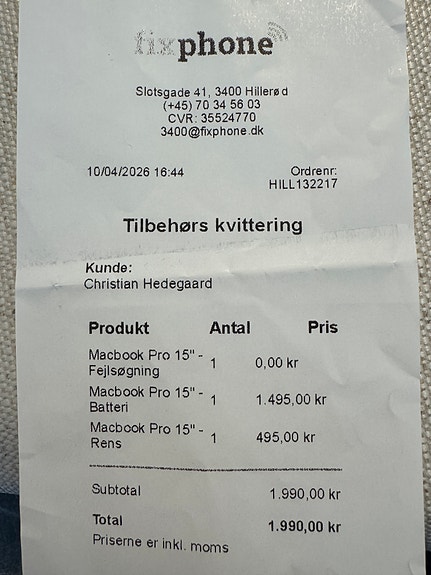 fixphone
Slotsgade 41, 3400 Hillerød
(+45) 70 34 56 03
CVR: 35524770
3400@fixphone.dk
10/04/2026 16:44 Ordrenr:
HILL132217
Tilbehørs kvittering
Kunde:
Christian Hedegaard
Produkt Antal Pris
Macbook Pro 15" -
Fejlsøgning 1 0,00 kr
Macbook Pro 15" -
Batteri 1 1.495,00 kr
Macbook Pro 15" -
Rens 1 495,00 kr
Subtotal 1.990,00 kr
Total 1.990,00 kr
Priserne er inkl. moms